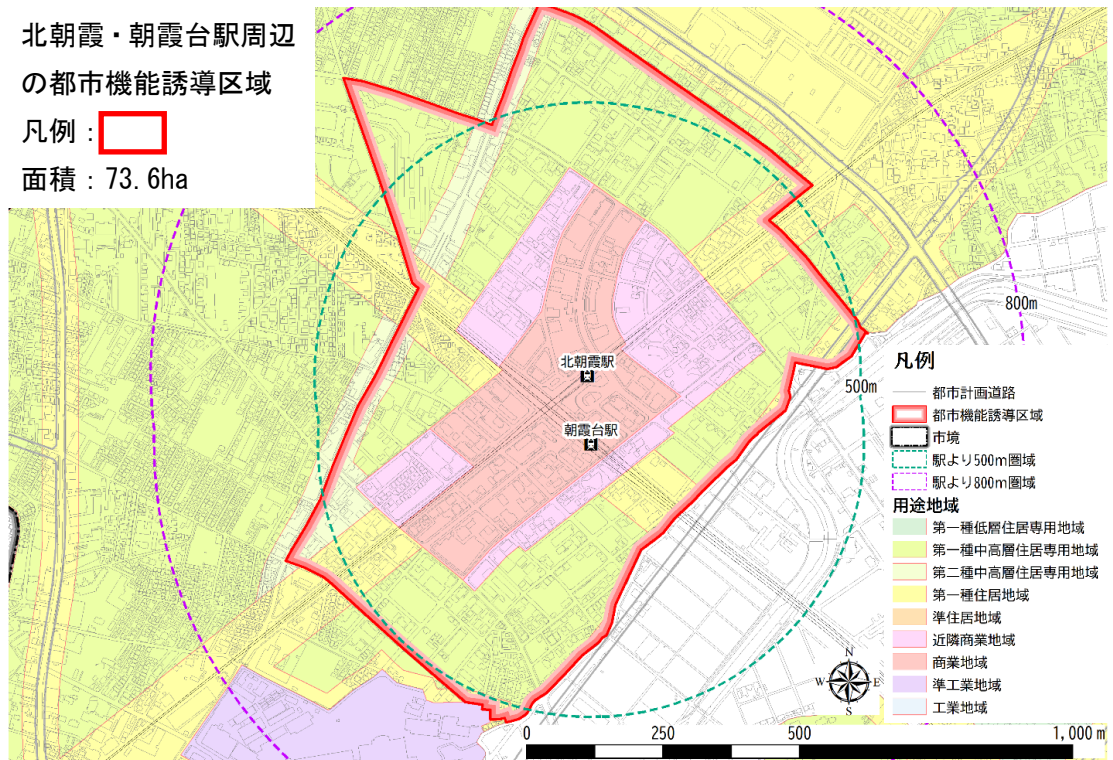 北朝霞・朝霞台駅周辺
の都市機能誘導区域
凡例：
面積：73.6ha
北朝霞駅
朝霞台駅
800m
500m
凡例
都市計画道路
都市機能誘導区域
市境
駅より500m圏域
駅より800m圏域
用途地域
第一種低層住居専用地域
第一種中高層住居専用地域
第二種中高層住居専用地域
第一種住居地域
準住居地域
近隣商業地域
商業地域
準工業地域
工業地域
N
W
E
S
0 250 500 1,000 m